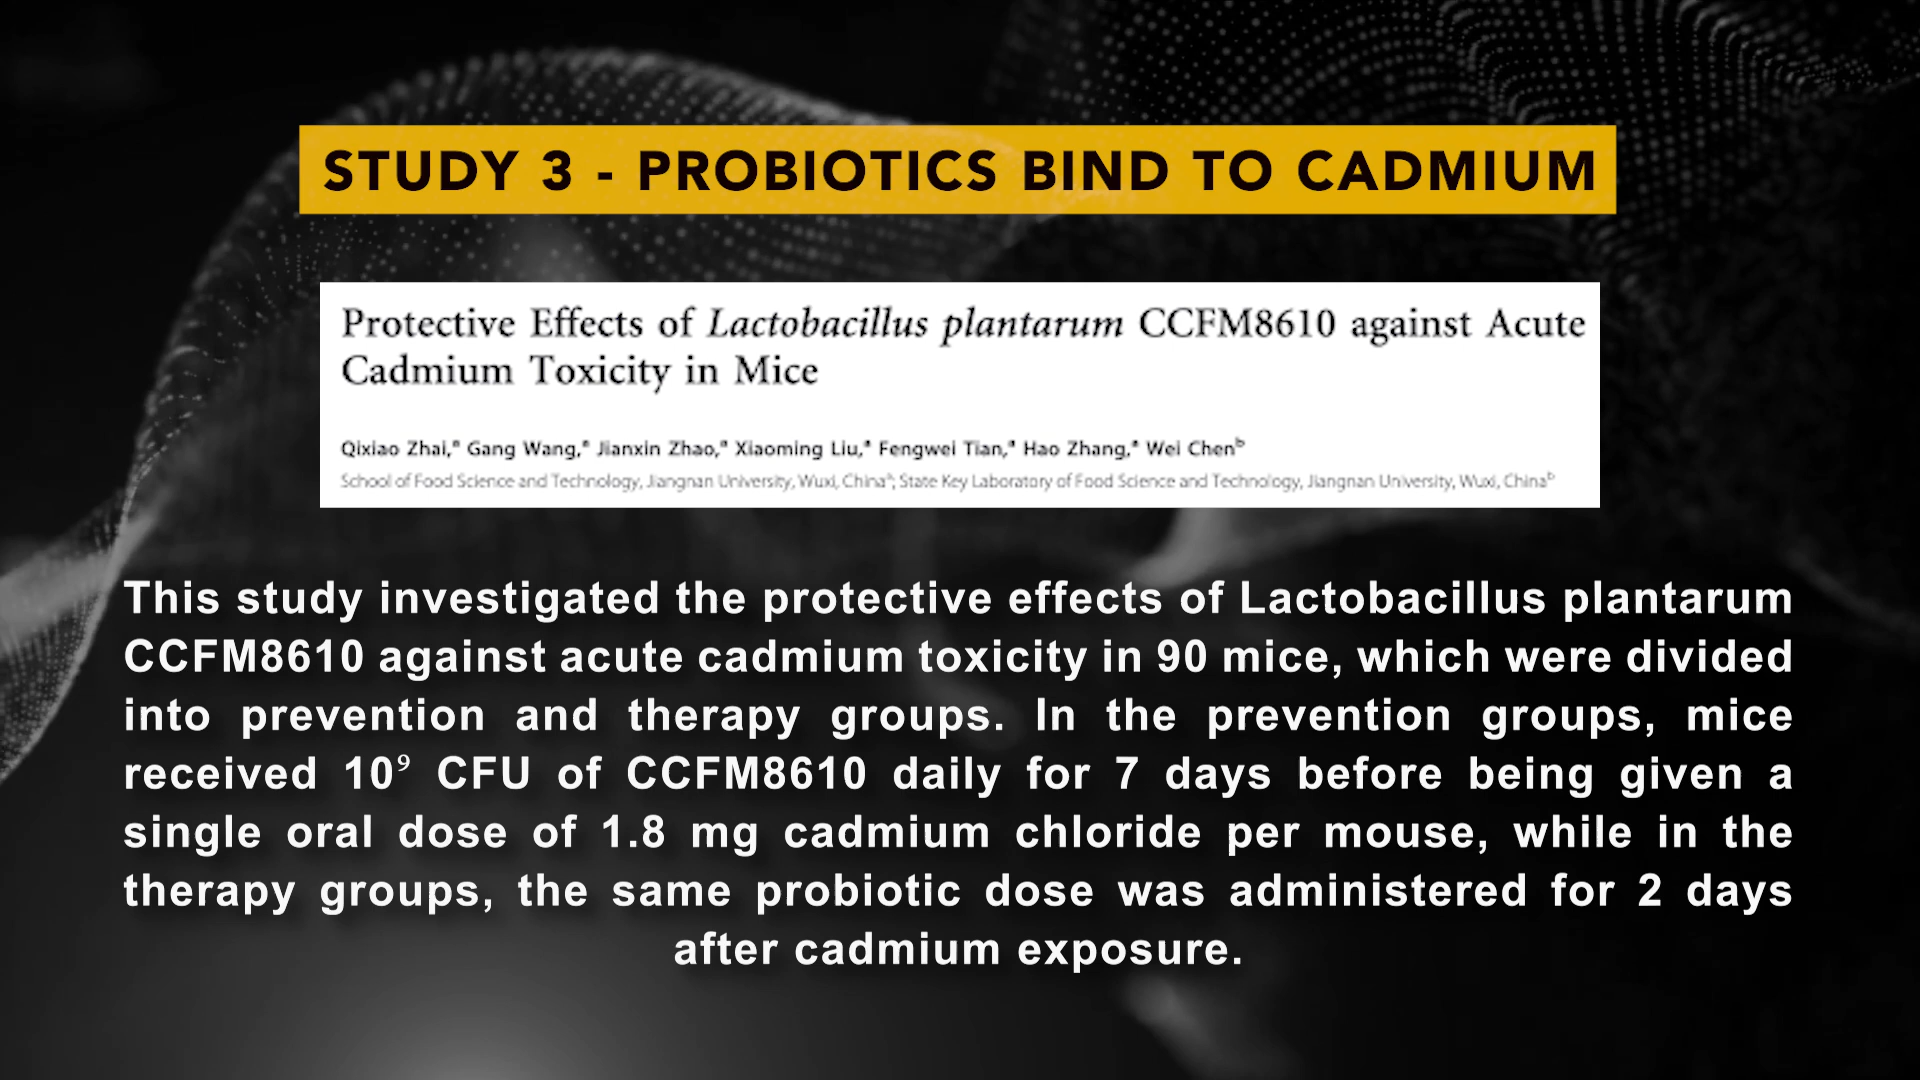 STUDY 3 - PROBIOTICS BIND TO CADMIUM
Protective Effects of Lactobacillus plantarum CCFM8610 against Acute
Cadmium Toxicity in Mice
Qixiao Zhai,ᵃ Gang Wang,ᵃ Jianxin Zhao,ᵃ Xiaoming Liu,ᵃ Fengwei Tian,ᵃ Hao Zhang,ᵃ Wei Chenᵇ
School of Food Science and Technology, Jiangnan University, Wuxi, Chinaᵃ; State Key Laboratory of Food Science and Technology, Jiangnan University, Wuxi, Chinaᵇ
This study investigated the protective effects of Lactobacillus plantarum
CCFM8610 against acute cadmium toxicity in 90 mice, which were divided
into prevention and therapy groups. In the prevention groups, mice
received 10⁹ CFU of CCFM8610 daily for 7 days before being given a
single oral dose of 1.8 mg cadmium chloride per mouse, while in the
therapy groups, the same probiotic dose was administered for 2 days
after cadmium exposure.